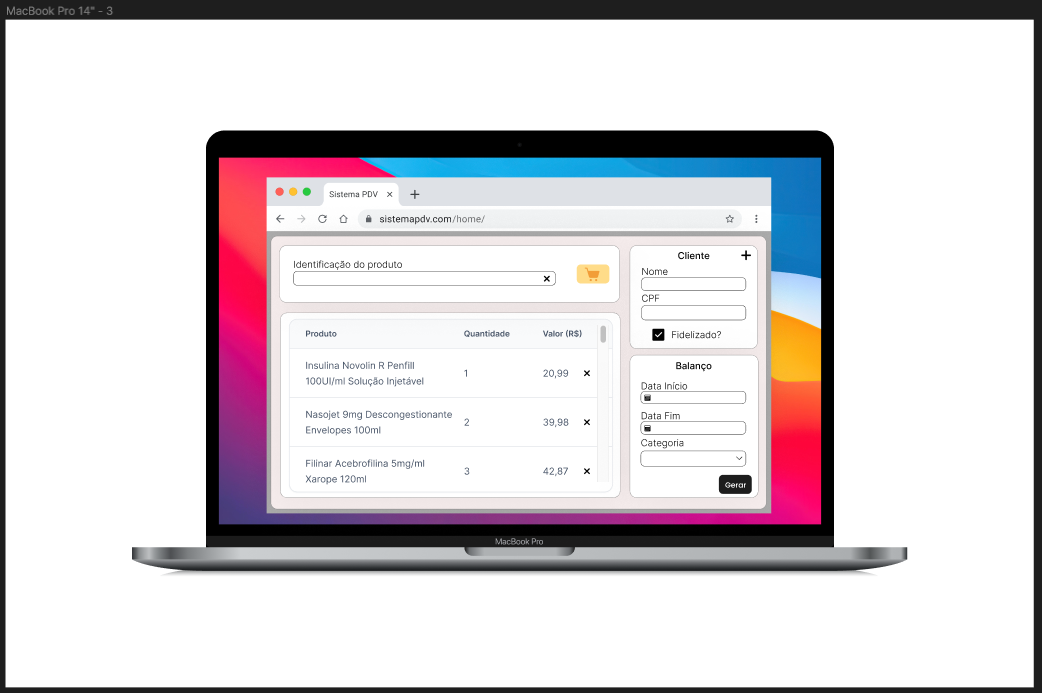 MacBook Pro 14" - 3
Sistema PDV
sistemapdv.com/home/
Identificação do produto
Produto Quantidade Valor (R$)
Insulina Novolin R Penfill
100UI/ml Solução Injetável
1
20,99
Nasojet 9mg Descongestionante
Envelopes 100ml
2
39,98
Filinar Acebrofilina 5mg/ml
Xarope 120ml
3
42,87
Cliente
Nome
CPF
Fidelizado?
Balanço
Data Início
Data Fim
Categoria
Gerar
MacBook Pro